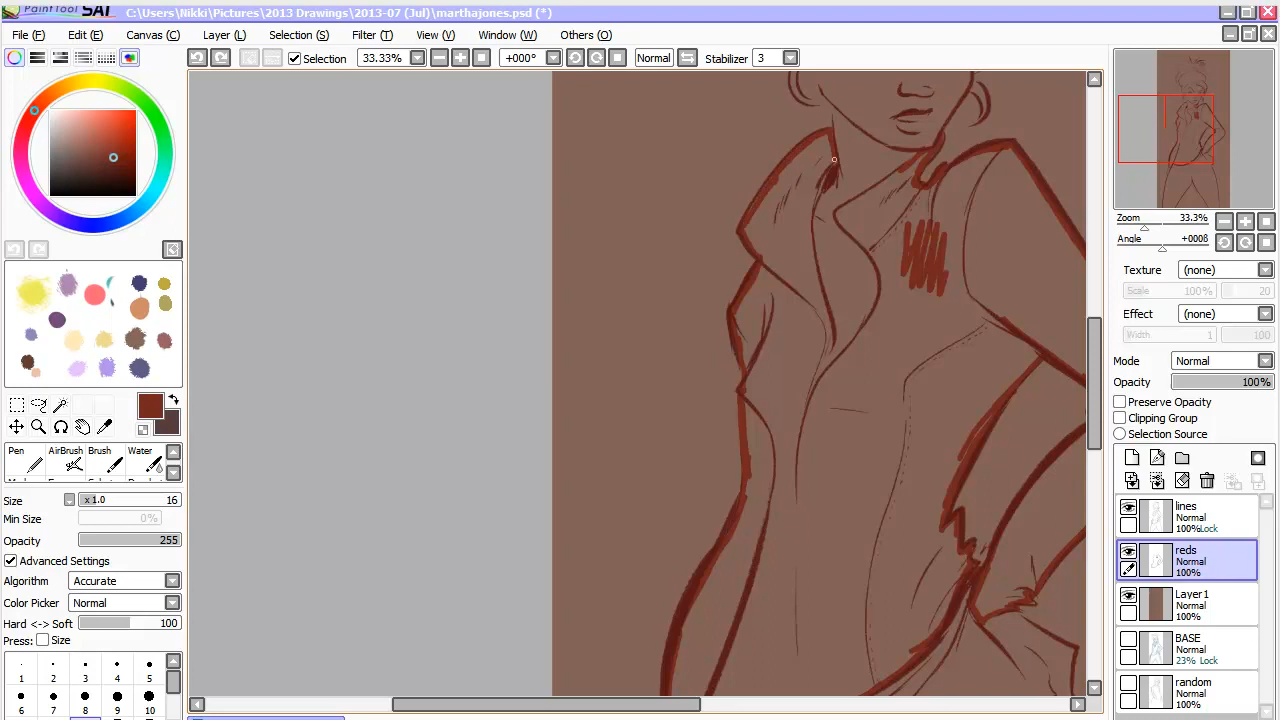 PaintTool SAI C:\Users\Nikki\Pictures\2013 Drawings\2013-07 (Jul)\marthajones.psd (*)
File (F) Edit (E) Canvas (C) Layer (L) Selection (S) Filter (T) View (V) Window (W) Others (O)
Selection 33.33% +000° Normal Stabilizer 3
Zoom 33.3%
Angle +000ß
Texture (none)
Scale 100% 20
Effect (none)
Width 1 100
Mode Normal
Opacity 100%
Preserve Opacity
Clipping Group
Selection Source
Pen AirBrush Brush Water
Size x 1.0 16
Min Size 0%
Opacity 255
Advanced Settings
Algorithm Accurate
Color Picker Normal
Hard <-> Soft 100
Press: Size
1 2 3 4 5
6 7 8 9 10
lines
Normal
100% Lock
reds
Normal
100%
Layer1
Normal
100%
BASE
Normal
23% Lock
random
Normal
100%